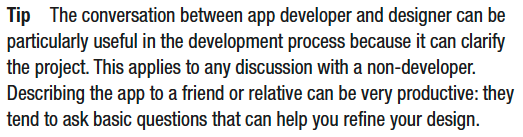 Tip The conversation between app developer and designer can be
particularly useful in the development process because it can clarify
the project. This applies to any discussion with a non-developer.
Describing the app to a friend or relative can be very productive: they
tend to ask basic questions that can help you refine your design.